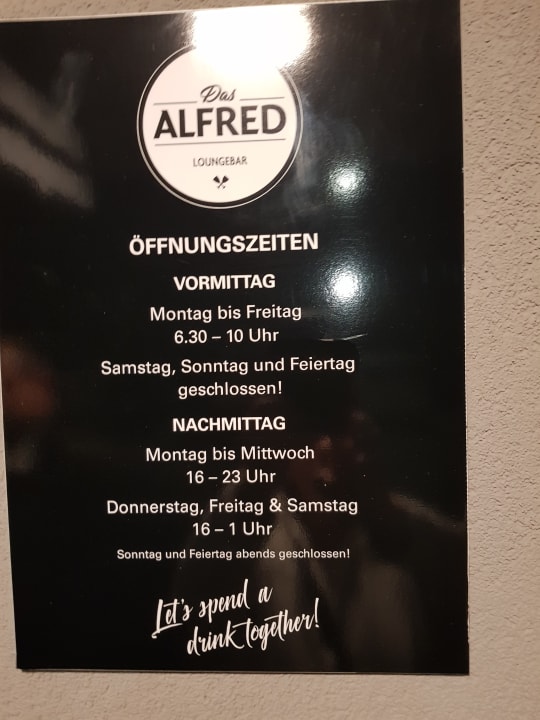 Das
ALFRED
LOUNGEBAR
ÖFFNUNGSZEITEN
VORMITTAG
Montag bis Freitag
6.30 – 10 Uhr
Samstag, Sonntag und Feiertag
geschlossen!
NACHMITTAG
Montag bis Mittwoch
16 – 23 Uhr
Donnerstag, Freitag & Samstag
16 – 1 Uhr
Sonntag und Feiertag abends geschlossen!
Let's spend a
drink together!